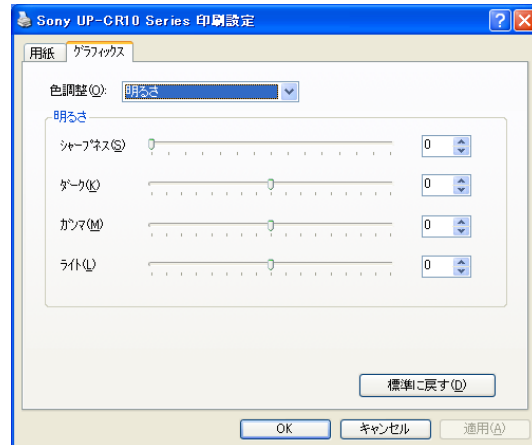 Sony UP-CR10 Series 印刷設定
用紙 グラフィックス
色調整(O): 明るさ
明るさ
シャープネス(S) 0
ダーク(K) 0
ガンマ(M) 0
ライト(L) 0
標準に戻す(D)
OK キャンセル 適用(A)